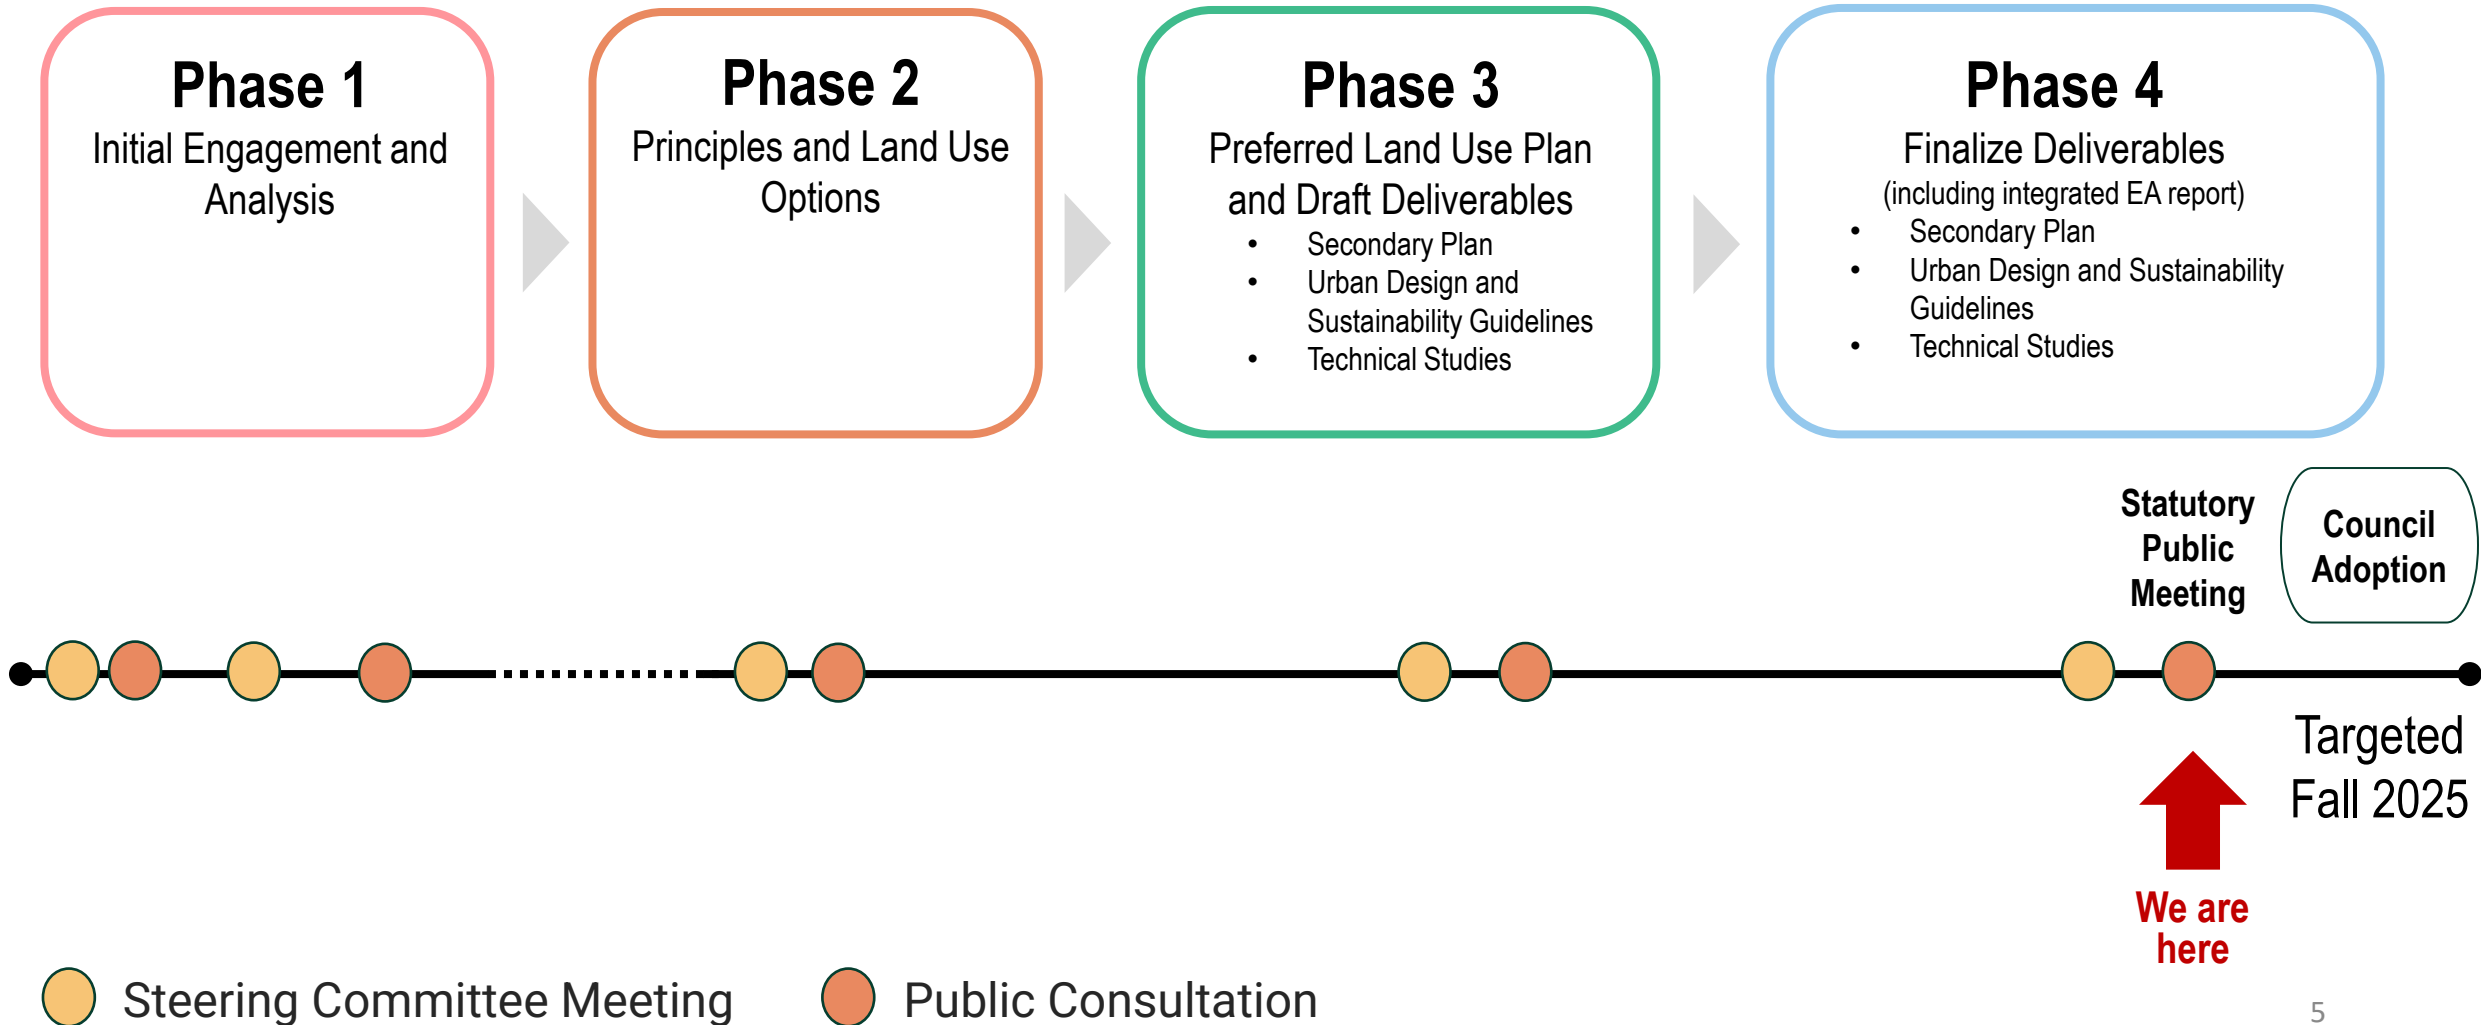 Phase 1
Initial Engagement and
Analysis
Phase 2
Principles and Land Use
Options
Phase 3
Preferred Land Use Plan
and Draft Deliverables
• Secondary Plan
• Urban Design and
Sustainability Guidelines
• Technical Studies
Phase 4
Finalize Deliverables
(including integrated EA report)
• Secondary Plan
• Urban Design and Sustainability
Guidelines
• Technical Studies
Statutory
Public
Meeting
Council
Adoption
Targeted
Fall 2025
We are
here
Steering Committee Meeting
Public Consultation
5